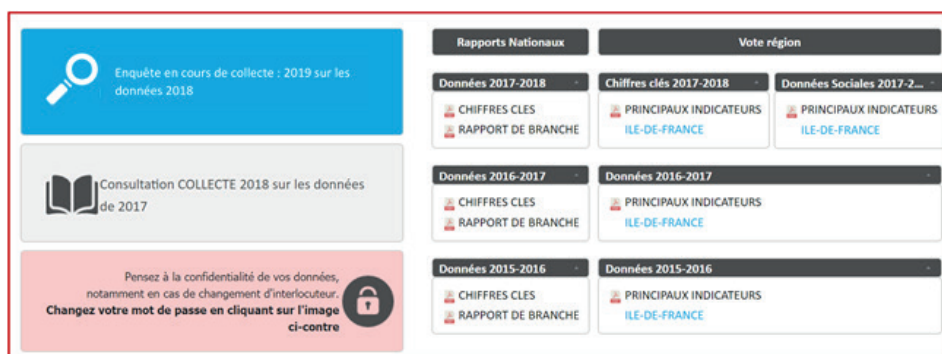 Enquête en cours de collecte : 2019 sur les
données 2018
Consultation COLLECTE 2018 sur les données
de 2017
Pensez à la confidentialité de vos données,
notamment en cas de changement d'interlocuteur.
Changez votre mot de passe en cliquant sur l'image
ci-contre
Rapports Nationaux
Vote région
Données 2017-2018
CHIFFRES CLES
RAPPORT DE BRANCHE
Chiffres clés 2017-2018
PRINCIPAUX INDICATEURS
ILE-DE-FRANCE
Données Sociales 2017-2...
PRINCIPAUX INDICATEURS
ILE-DE-FRANCE
Données 2016-2017
CHIFFRES CLES
RAPPORT DE BRANCHE
Données 2016-2017
PRINCIPAUX INDICATEURS
ILE-DE-FRANCE
Données 2015-2016
CHIFFRES CLES
RAPPORT DE BRANCHE
Données 2015-2016
PRINCIPAUX INDICATEURS
ILE-DE-FRANCE